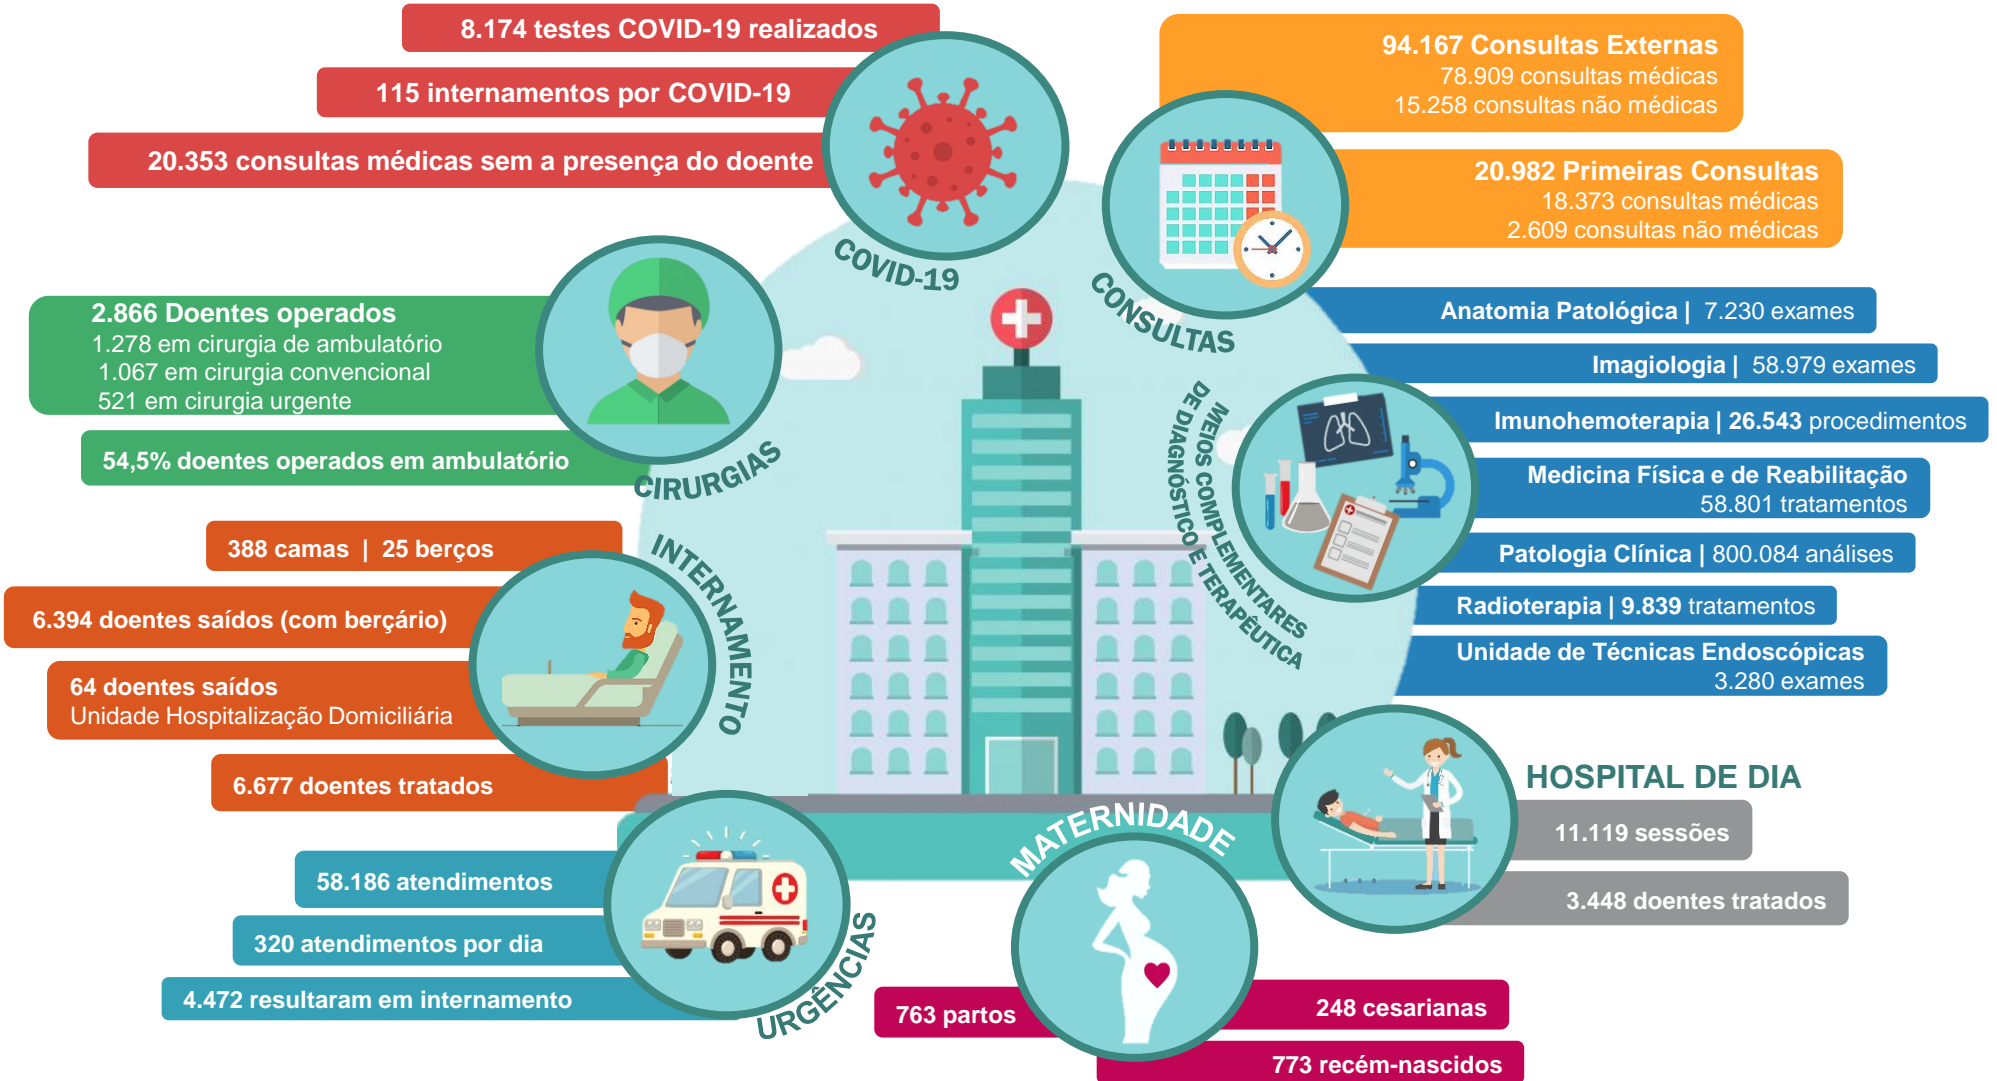 8.174 testes COVID-19 realizados
115 internamentos por COVID-19
20.353 consultas médicas sem a presença do doente
COVID-19
94.167 Consultas Externas
78.909 consultas médicas
15.258 consultas não médicas
20.982 Primeiras Consultas
18.373 consultas médicas
2.609 consultas não médicas
CONSULTAS
2.866 Doentes operados
1.278 em cirurgia de ambulatório
1.067 em cirurgia convencional
521 em cirurgia urgente
54,5% doentes operados em ambulatório
CIRURGIAS
Anatomia Patológica | 7.230 exames
Imagiologia | 58.979 exames
Imunohemoterapia | 26.543 procedimentos
Medicina Física e de Reabilitação
58.801 tratamentos
Patologia Clínica | 800.084 análises
Radioterapia | 9.839 tratamentos
Unidade de Técnicas Endoscópicas
3.280 exames
MEIOS COMPLEMENTARES
DE DIAGNÓSTICO E TERAPÊUTICA
388 camas | 25 berços
6.394 doentes saídos (com berçário)
64 doentes saídos
Unidade Hospitalização Domiciliária
6.677 doentes tratados
INTERNAMENTO
HOSPITAL DE DIA
11.119 sessões
3.448 doentes tratados
58.186 atendimentos
320 atendimentos por dia
4.472 resultaram em internamento
URGÊNCIAS
MATERNIDADE
763 partos
248 cesarianas
773 recém-nascidos